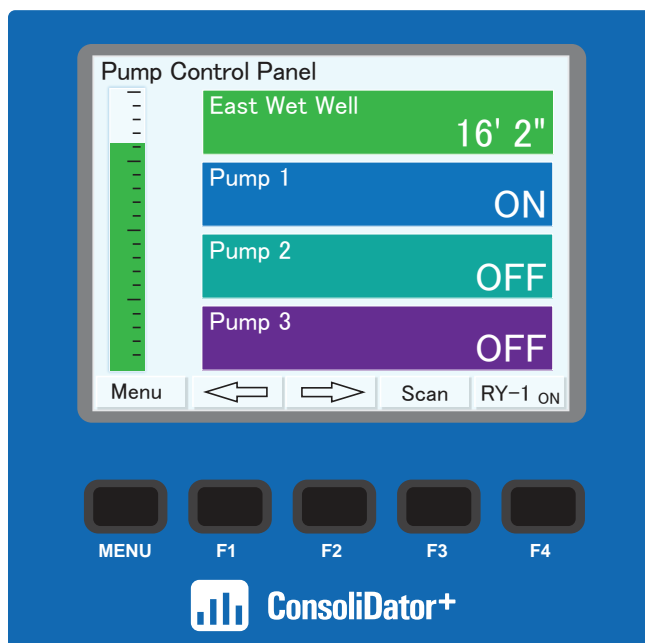 Pump Control Panel
East Wet Well
16' 2"
Pump 1
ON
Pump 2
OFF
Pump 3
OFF
Menu Scan RY-1 ON
MENU F1 F2 F3 F4
ConsoliDator+